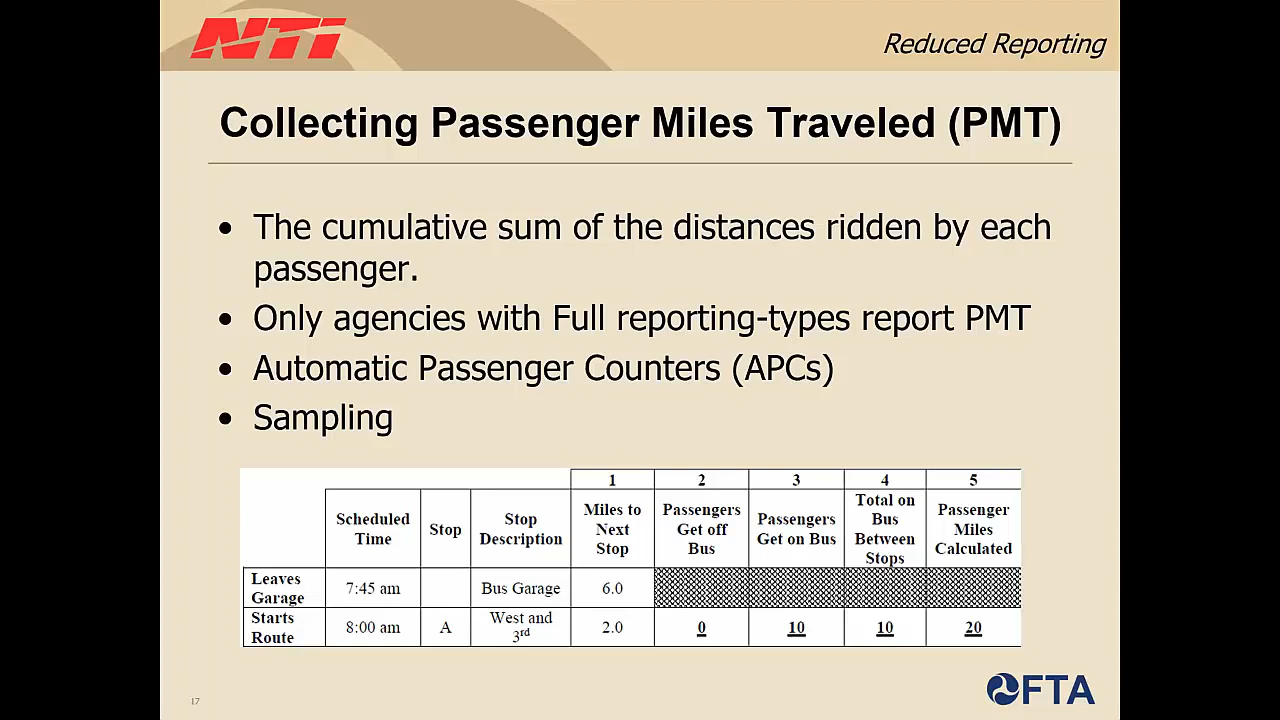 NTI
Reduced Reporting
Collecting Passenger Miles Traveled (PMT)
• The cumulative sum of the distances ridden by each
passenger.
• Only agencies with Full reporting-types report PMT
• Automatic Passenger Counters (APCs)
• Sampling
1 2 3 4 5
Scheduled Time Stop Stop Description Miles to Next Stop Passengers Get off Bus Passengers Get on Bus Total on Bus Between Stops Passenger Miles Calculated
Leaves Garage 7:45 am Bus Garage 6.0
Starts Route 8:00 am A West and 3rd 2.0 0 10 10 20
17
FTA